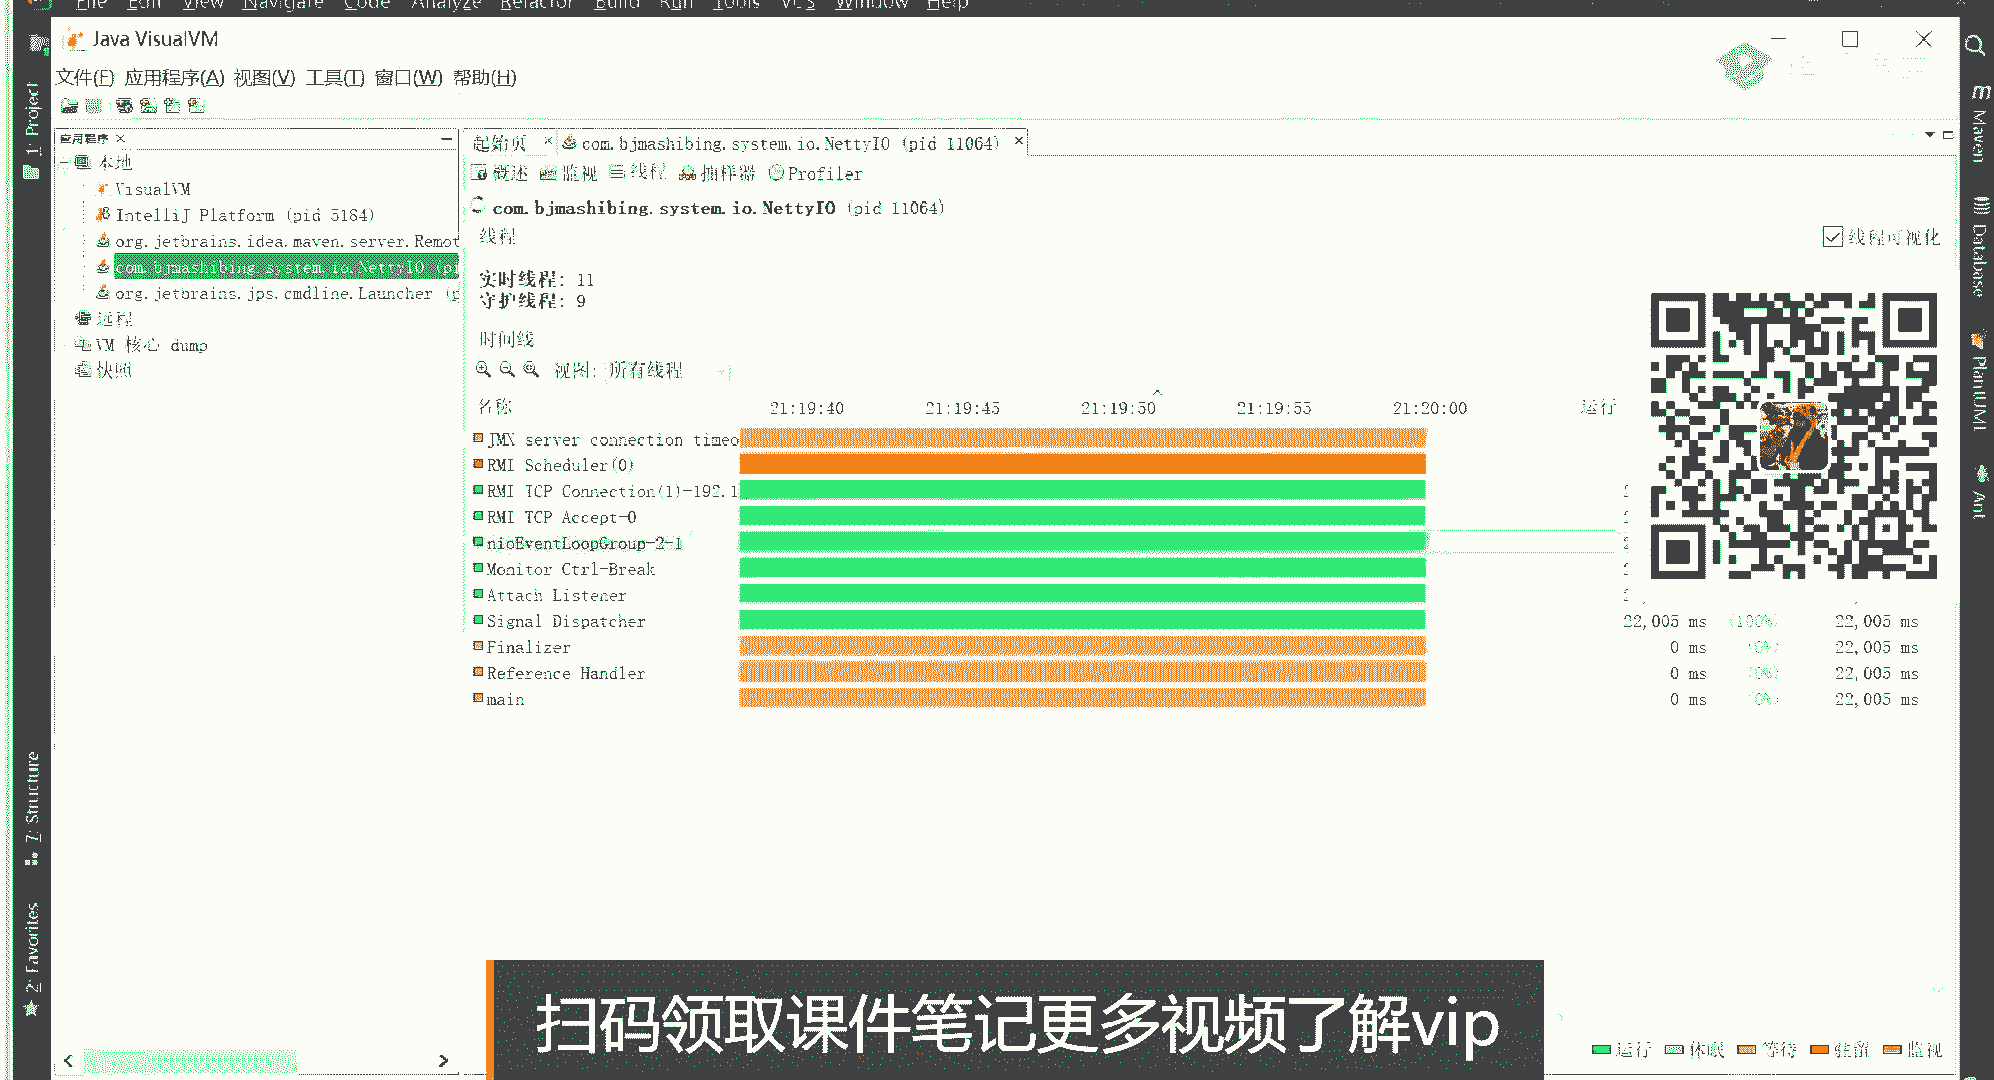 File Edit View Navigate Code Analyze Refactor Build Run Tools VCS Window Help
Java VisualVM
文件(F) 应用程序(A) 视图(V) 工具(T) 窗口(W) 帮助(H)
1: Project
应用程序
本地
VisualVM
IntelliJ Platform (pid 5184)
org.jetbrains.idea.maven.server.Remot
com.bjmashibing.system.io.NettyIO (pi
org.jetbrains.jps.cmdline.Launcher (p
远程
VM 核心 dump
快照
7: Structure
2: Favorites
起始页 com.bjmashibing.system.io.NettyIO (pid 11064)
概述 监视 线程 抽样器 Profiler
com.bjmashibing.system.io.NettyIO (pid 11064)
线程
线程可视化
实时线程: 11
守护线程: 9
时间线
视图: 所有线程
名称 21:19:40 21:19:45 21:19:50 21:19:55 21:20:00 运行
JMX server connection timeo
RMI Scheduler(0)
RMI TCP Connection(1)-192.1
RMI TCP Accept-0
nioEventLoopGroup-2-1
Monitor Ctrl-Break
Attach Listener
Signal Dispatcher 22,005 ms (100%) 22,005 ms
Finalizer 0 ms (0%) 22,005 ms
Reference Handler 0 ms (0%) 22,005 ms
main 0 ms (0%) 22,005 ms
扫码领取课件笔记更多视频了解vip
运行 休眠 等待 驻留 监视
Maven
Database
PlantUML
Ant